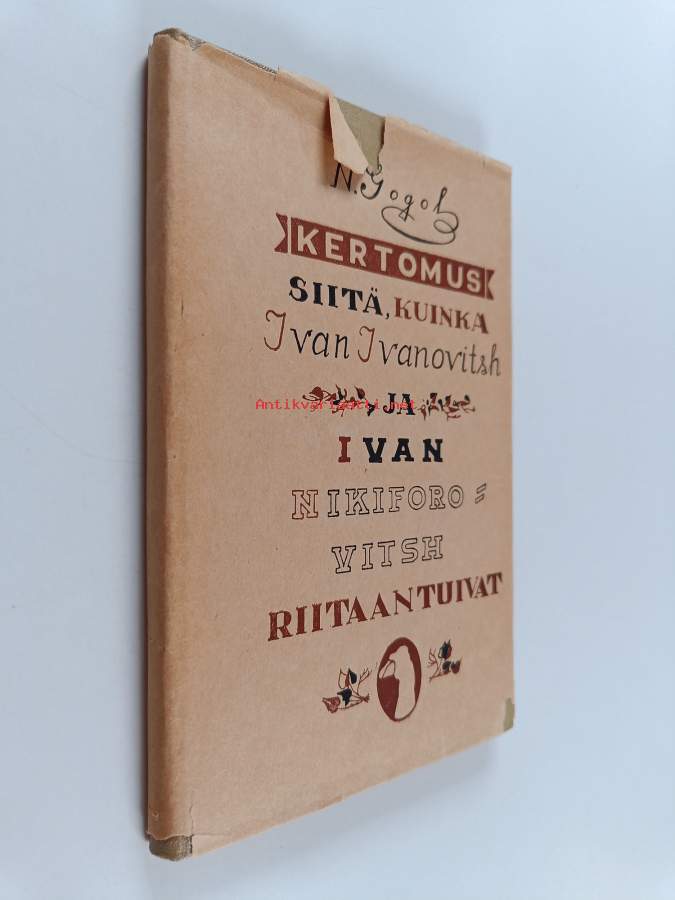 N. Gogol
KERTOMUS
SIITÄ, KUINKA
Ivan Ivanovitsh
JA
Antikvariaatti.net
IVAN
NIKIFORO=
VITSH
RIITAANTUIVAT